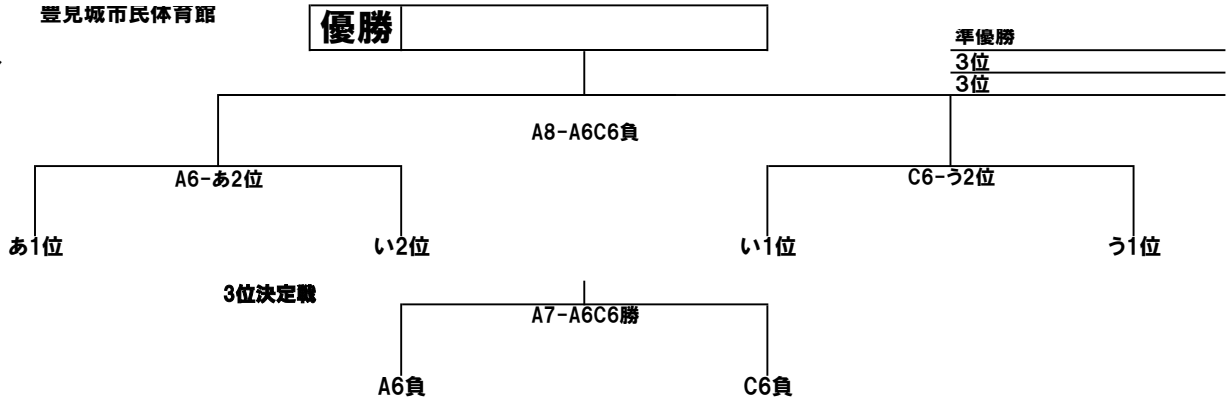 豊見城市民体育館
優勝
準優勝
3位
3位
A8-A6C6負
A6-あ2位
C6-う2位
あ1位
い2位
い1位
う1位
3位決定戦
A7-A6C6勝
A6負
C6負